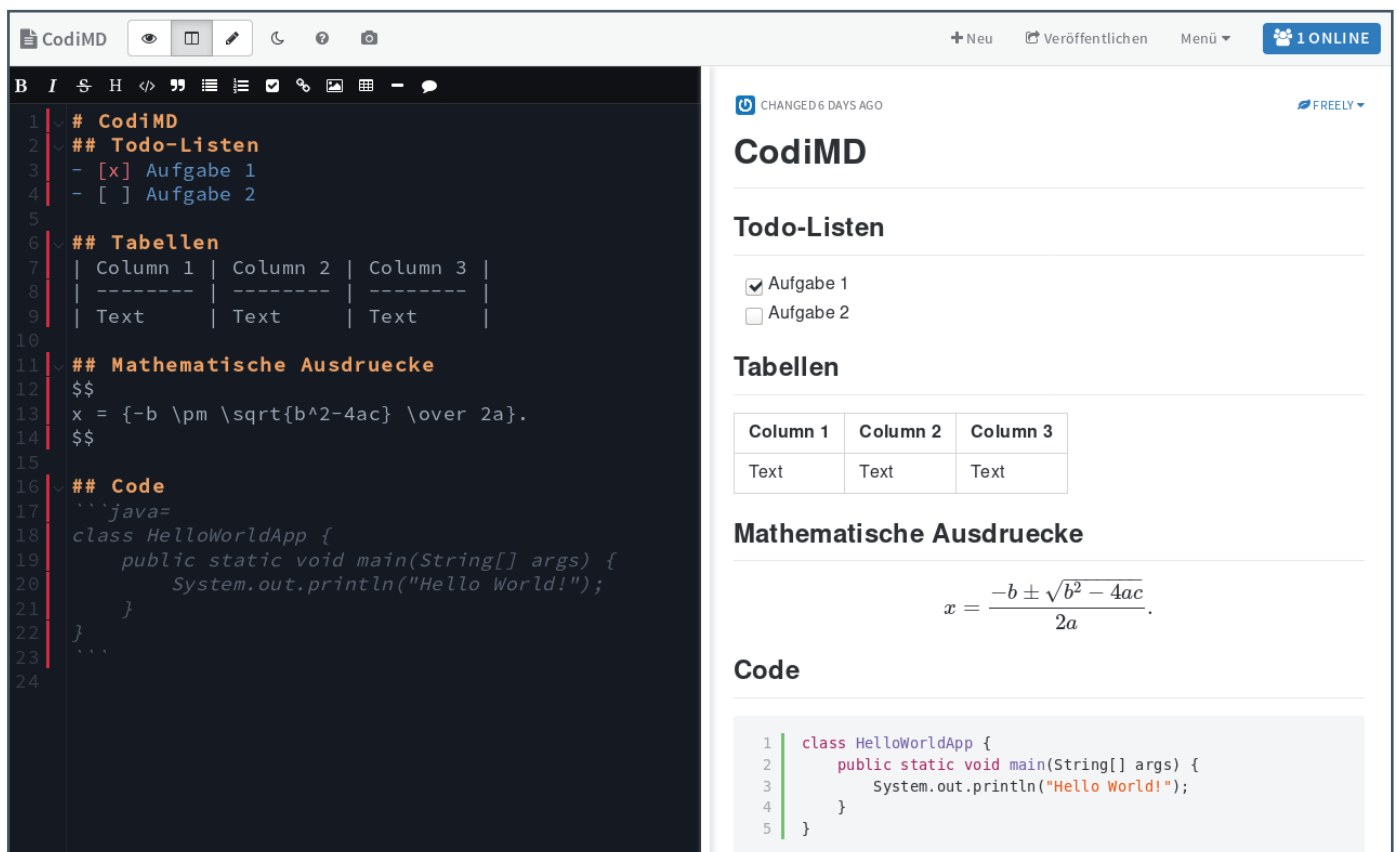 CodiMD
+ Neu
Veröffentlichen
Menü
1 ONLINE
B I S H </>
1 # CodiMD
2 ## Todo-Listen
3 - [x] Aufgabe 1
4 - [ ] Aufgabe 2
5
6 ## Tabellen
7 | Column 1 | Column 2 | Column 3 |
8 | -------- | -------- | -------- |
9 | Text     | Text     | Text     |
10
11 ## Mathematische Ausdruecke
12 $$
13 x = {-b \pm \sqrt{b^2-4ac} \over 2a}.
14 $$
15
16 ## Code
17 ```java=
18 class HelloWorldApp {
19     public static void main(String[] args) {
20         System.out.println("Hello World!");
21     }
22 }
23 ```
24
CHANGED 6 DAYS AGO
FREELY
CodiMD
Todo-Listen
Aufgabe 1
Aufgabe 2
Tabellen
Column 1 Column 2 Column 3
Text Text Text
Mathematische Ausdruecke
x = −b ± √b² − 4ac / 2a.
Code
1 class HelloWorldApp {
2     public static void main(String[] args) {
3         System.out.println("Hello World!");
4     }
5 }